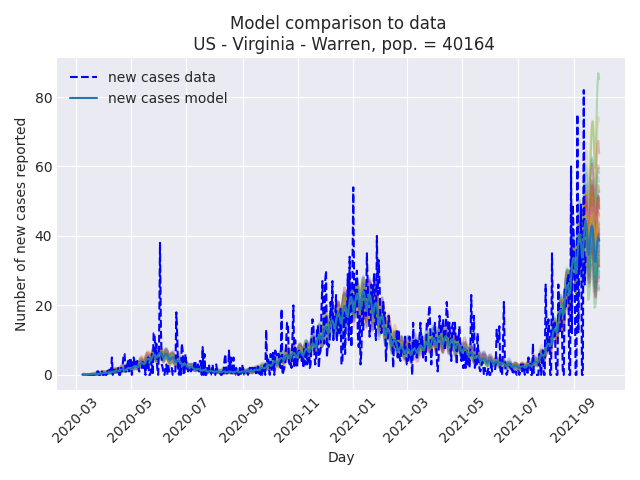 Model comparison to data
US - Virginia - Warren, pop. = 40164
new cases data
new cases model
Number of new cases reported
80
60
40
20
0
2020-03
2020-05
2020-07
2020-09
2020-11
2021-01
2021-03
2021-05
2021-07
2021-09
Day